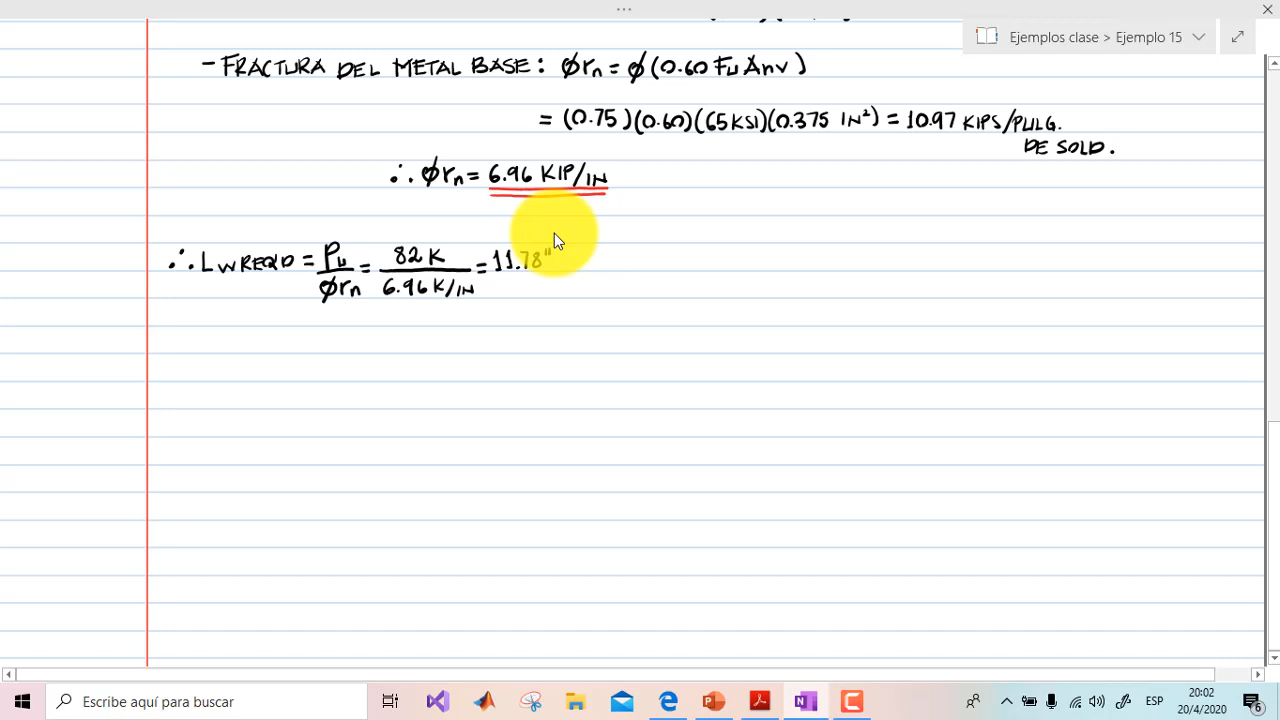 Ejemplos clase > Ejemplo 15
- FRACTURA DEL METAL BASE: ϕrn = ϕ(0.60 Fu Anv)
= (0.75)(0.60)(65 KSI)(0.375 IN²) = 10.97 KIPS/PULG.
DE SOLD.
∴ ϕrn = 6.96 KIP/IN
∴ LW REQ'D = Pu/ϕrn = 82 K/6.96 K/IN = 11.78"
Escribe aquí para buscar
ESP
20:02
20/4/2020
6